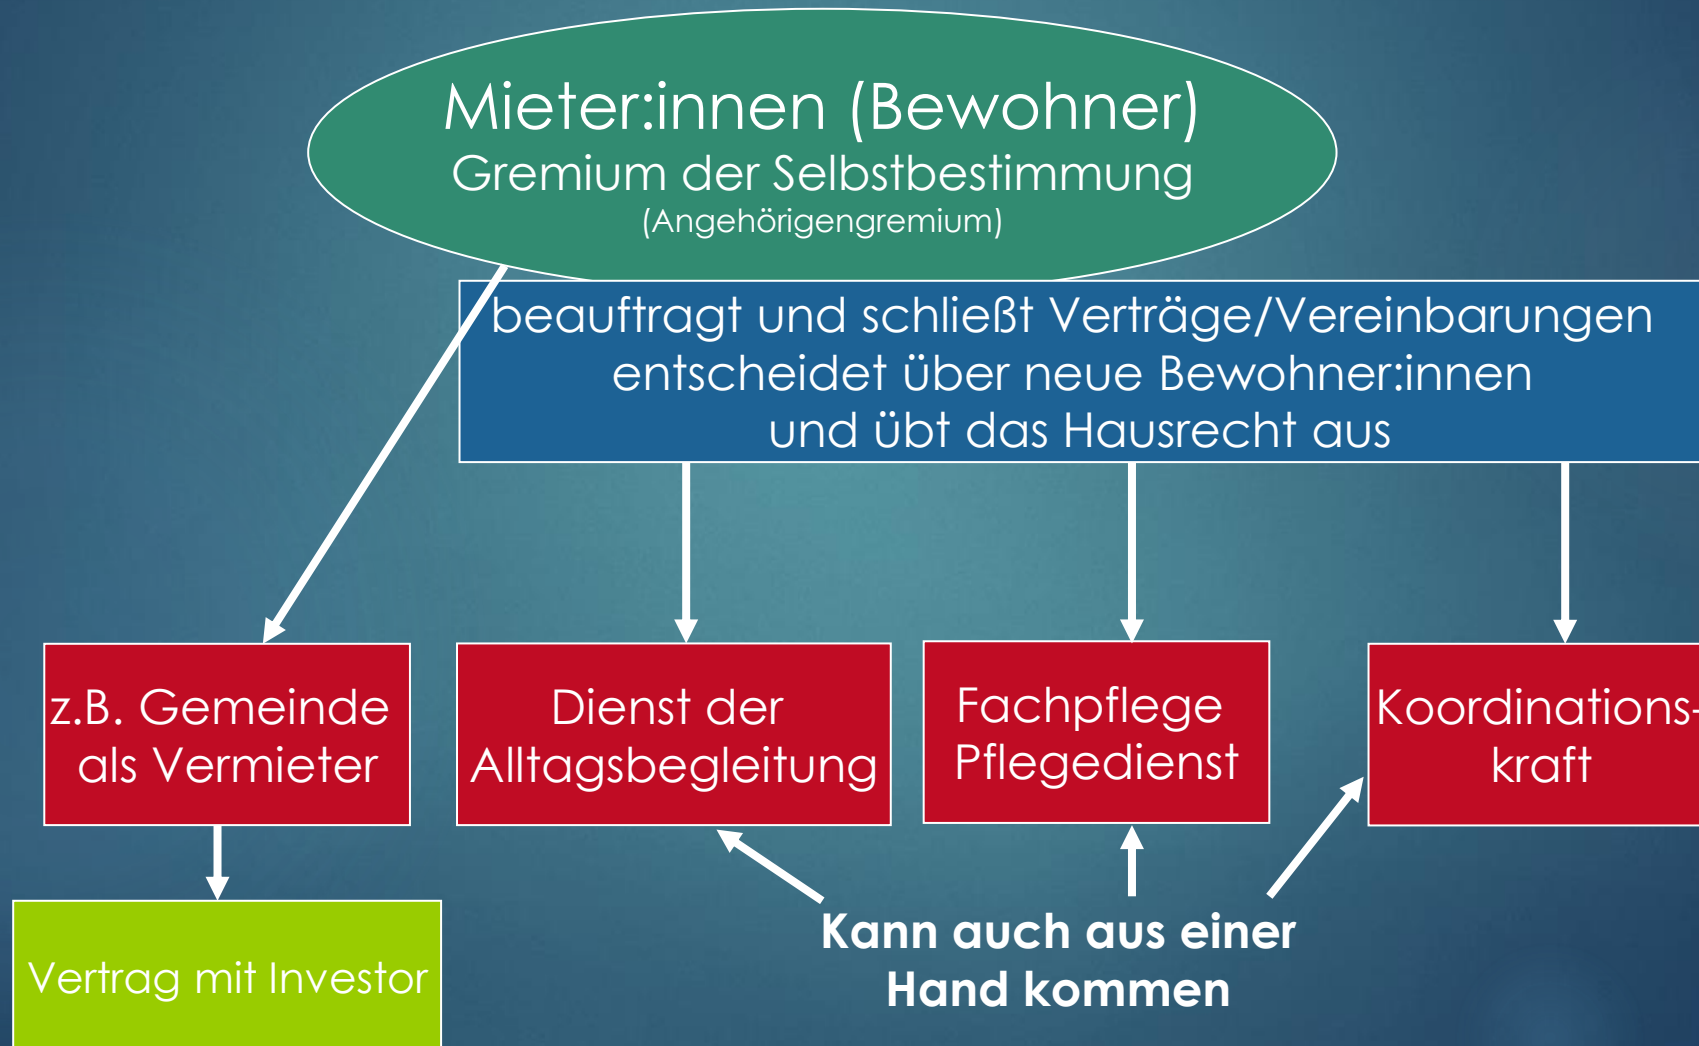 Mieter:innen (Bewohner)
Gremium der Selbstbestimmung
(Angehörigengremium)
beauftragt und schließt Verträge/Vereinbarungen
entscheidet über neue Bewohner:innen
und übt das Hausrecht aus
z.B. Gemeinde
als Vermieter
Dienst der
Alltagsbegleitung
Fachpflege
Pflegedienst
Koordinations-
kraft
Vertrag mit Investor
Kann auch aus einer
Hand kommen